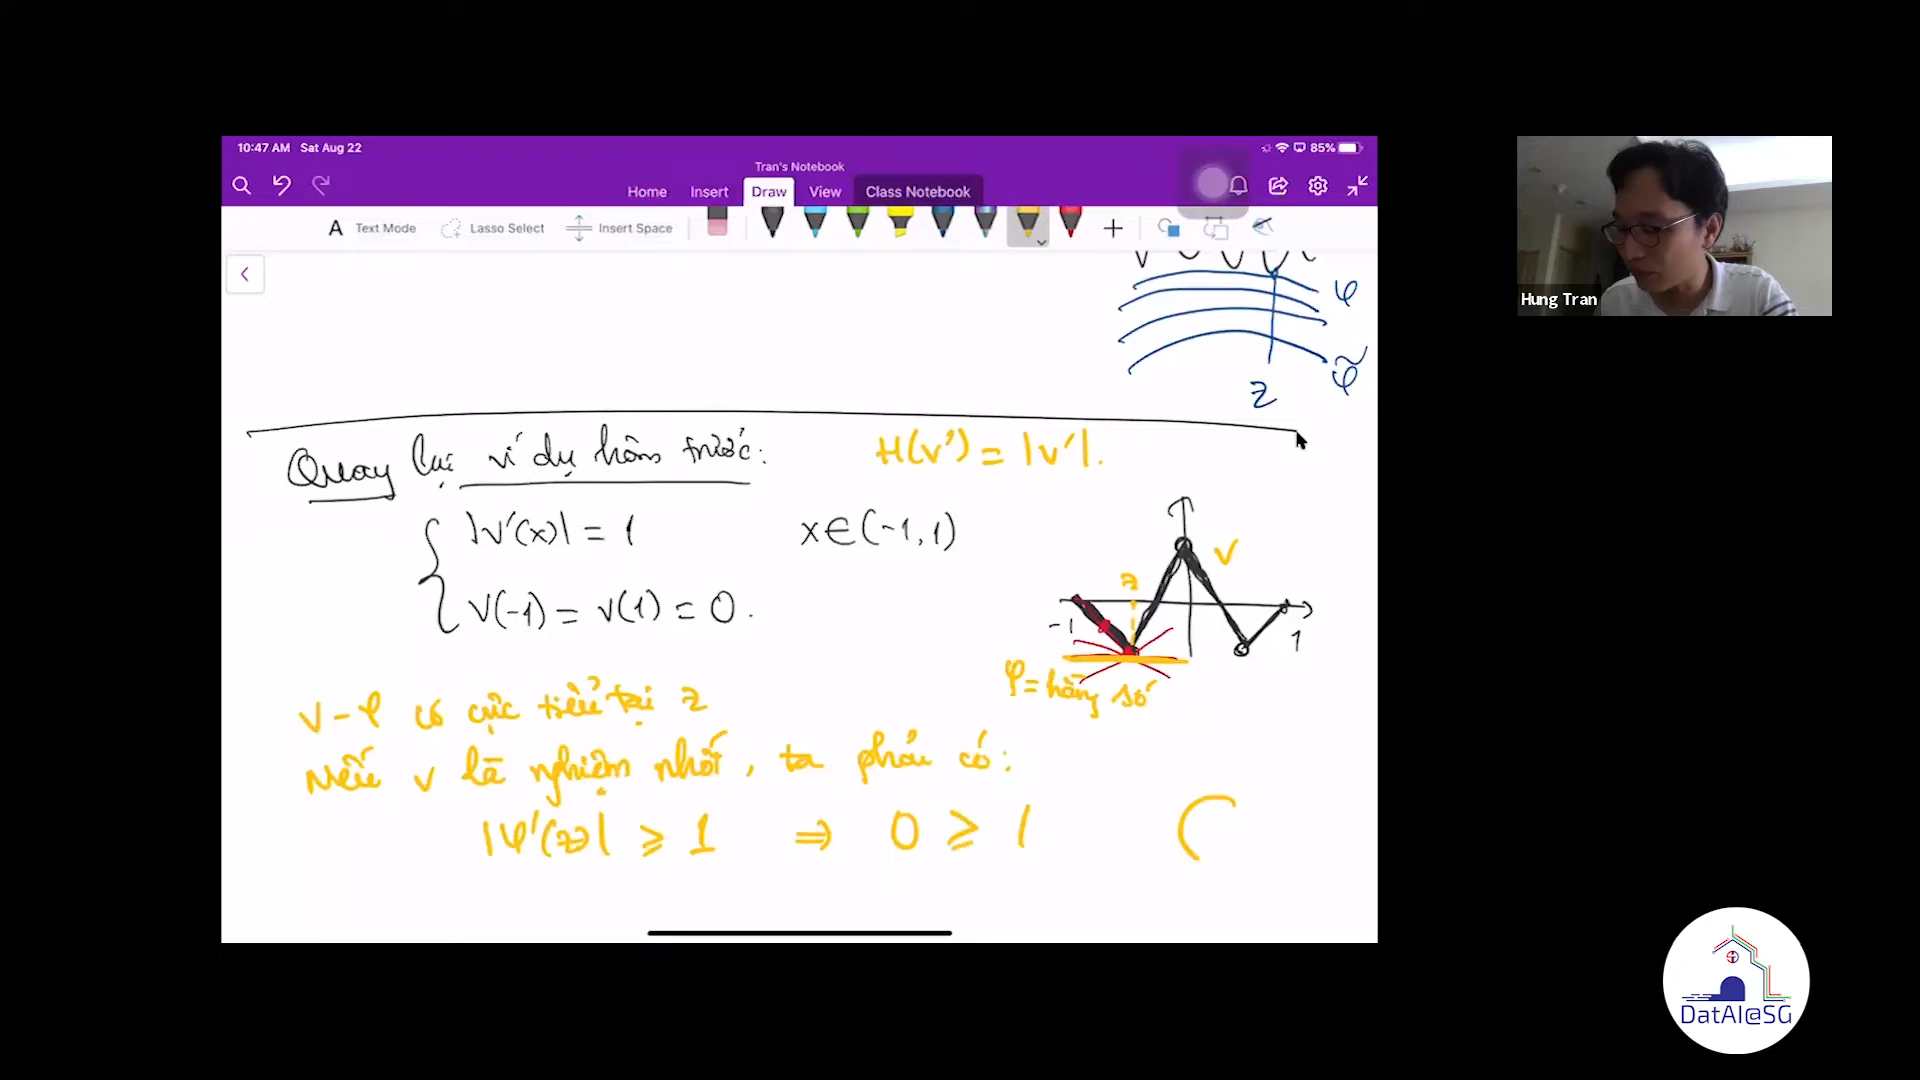 10:47 AM Sat Aug 22
85%
Tran's Notebook
Home Insert Draw View Class Notebook
A Text Mode Lasso Select Insert Space
φ
φ̃
z
Quay lại ví dụ hôm trước: H(v') = |v'|.
|v'(x)| = 1 x ∈ (-1, 1)
v(-1) = v(1) = 0.
v
z
-1
1
φ = hằng số
v - φ có cực tiểu tại z
Nếu v là nghiệm nhớt, ta phải có:
|φ'(z)| ⩾ 1 ⇒ 0 ⩾ 1 (
Hung Tran
DatAI@SG